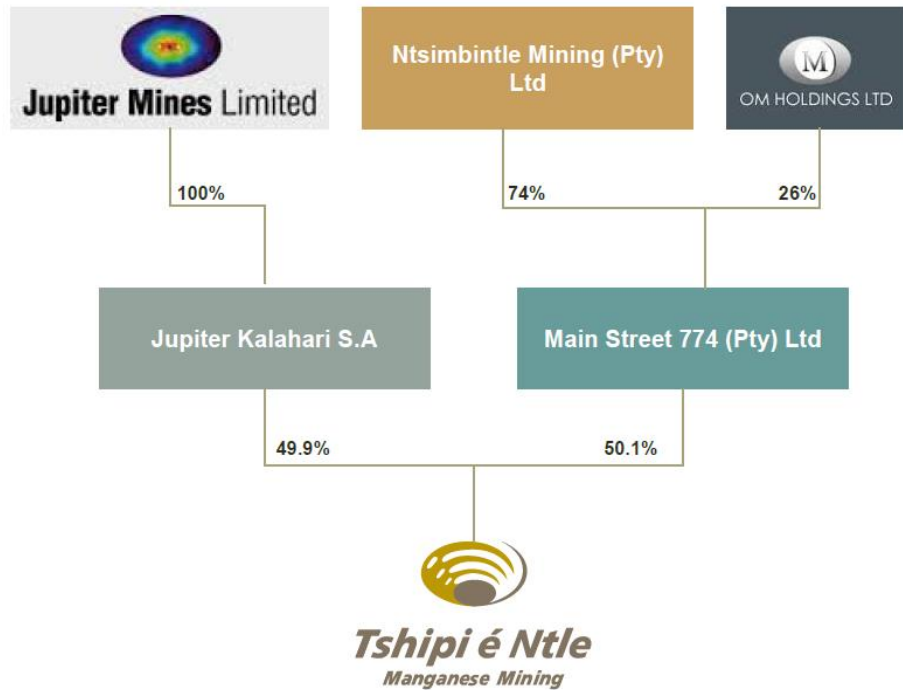 Jupiter Mines Limited
Ntsimbintle Mining (Pty)
Ltd
M
OM HOLDINGS LTD
100%
74%
26%
Jupiter Kalahari S.A
Main Street 774 (Pty) Ltd
49.9%
50.1%
Tshipi é Ntle
Manganese Mining